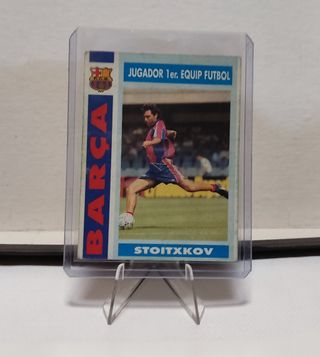 JUGADOR 1er. EQUIP FUTBOL
BARÇA
STOITXKOV